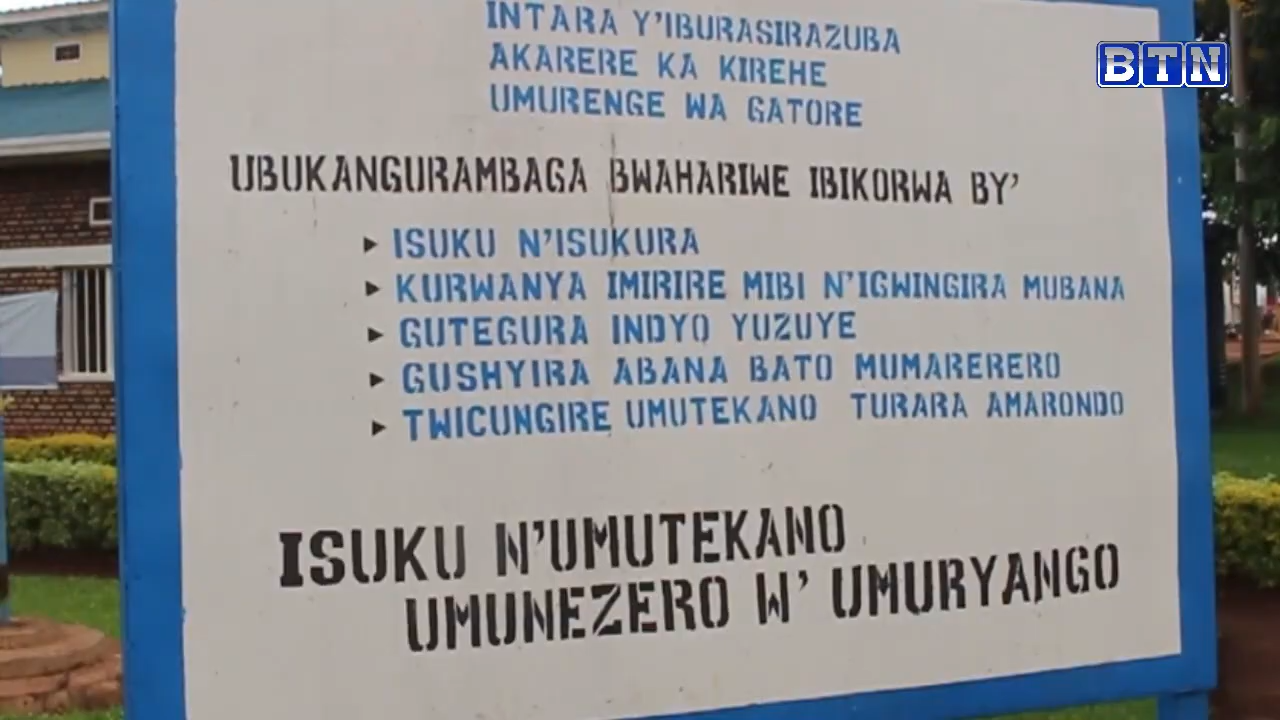 INTARA Y'IBURASIRAZUBA
BTN
AKARERE KA KIREHE
UMURENGE WA GATORE
UBUKANGURAMBAGA BWAHARIWE IBIKORWA BY'
ISUKU N'ISUKURA
KURWANYA IMIRIRE MIBI N'IGWINGIRA MUBANA
GUTEGURA INDYO YUZUYE
GUSHYIRA ABANA BATO MUMARERERO
TWICUNGIRE UMUTEKANO TURARA AMARONDO
ISUKU N'UMUTEKANO
UMUNEZERO W' UMURYANGO